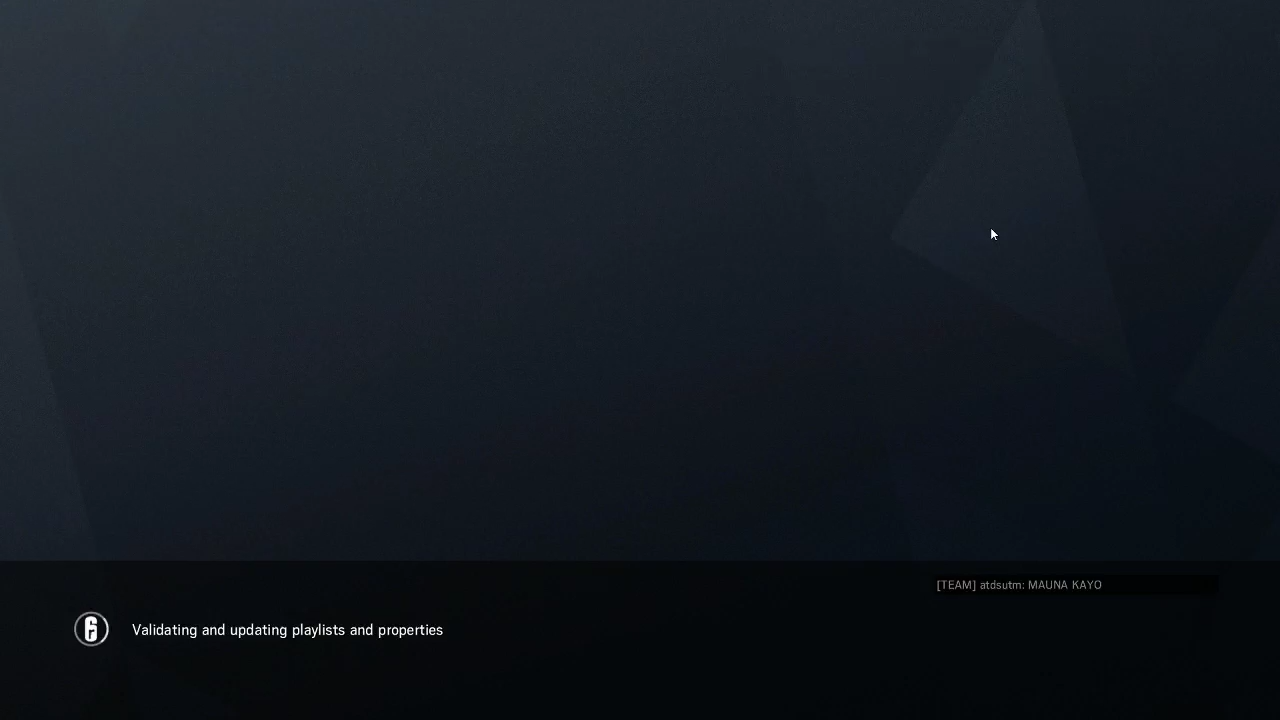 [TEAM] atdsutm: MAUNA KAYO
Validating and updating playlists and properties